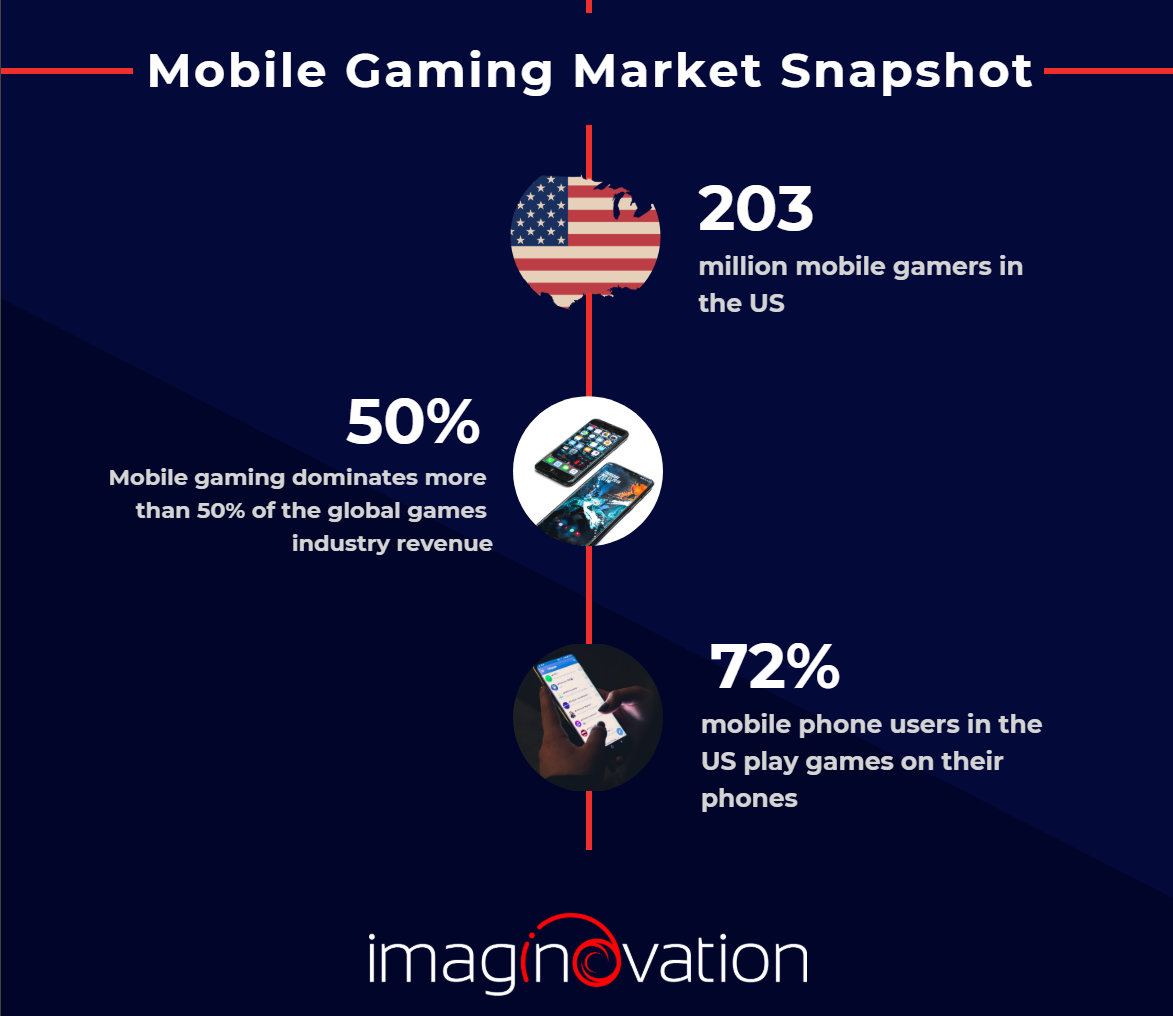 Mobile Gaming Market Snapshot
203
million mobile gamers in
the US
50%
Mobile gaming dominates more
than 50% of the global games
industry revenue
72%
mobile phone users in the
US play games on their
phones
imaginovation